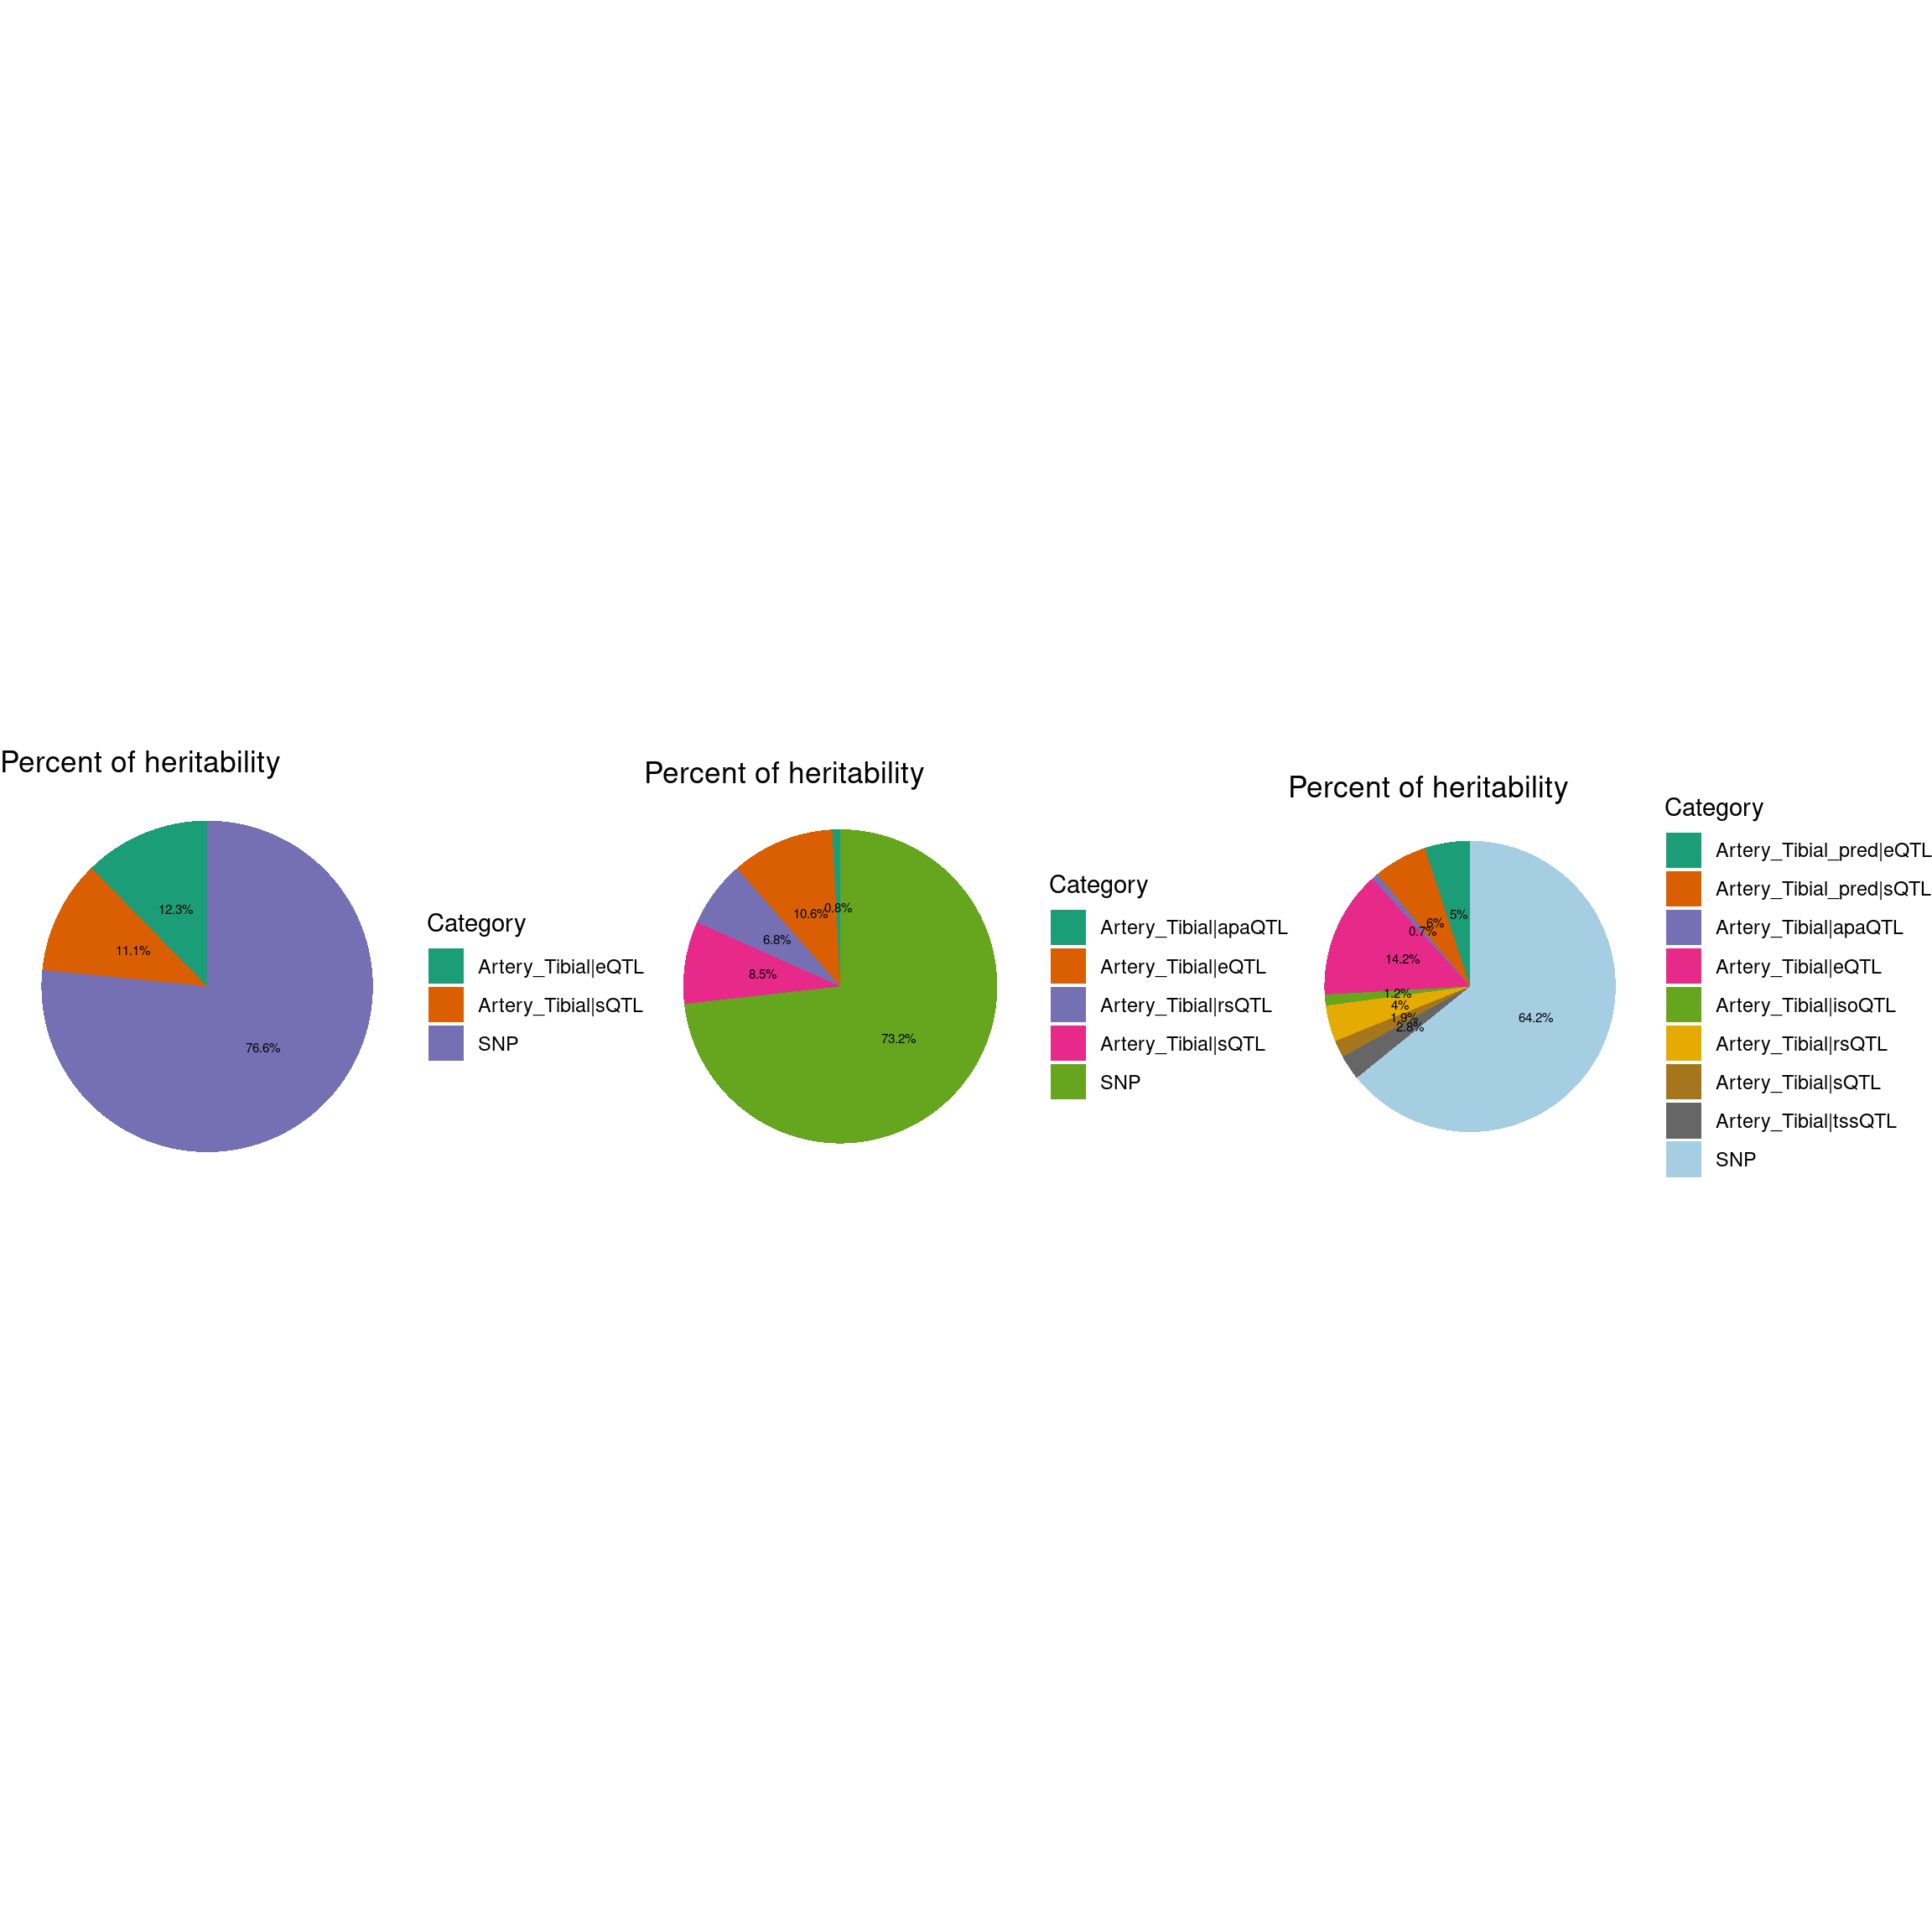 Percent of heritability
12.3%
11.1%
76.6%
Category
Artery_Tibial|eQTL
Artery_Tibial|sQTL
SNP
Percent of heritability
0.8%
10.6%
6.8%
8.5%
73.2%
Category
Artery_Tibial|apaQTL
Artery_Tibial|eQTL
Artery_Tibial|rsQTL
Artery_Tibial|sQTL
SNP
Percent of heritability
5%
6%
0.7%
14.2%
1.2%
4%
1.9%
2.8%
64.2%
Category
Artery_Tibial_pred|eQTL
Artery_Tibial_pred|sQTL
Artery_Tibial|apaQTL
Artery_Tibial|eQTL
Artery_Tibial|isoQTL
Artery_Tibial|rsQTL
Artery_Tibial|sQTL
Artery_Tibial|tssQTL
SNP